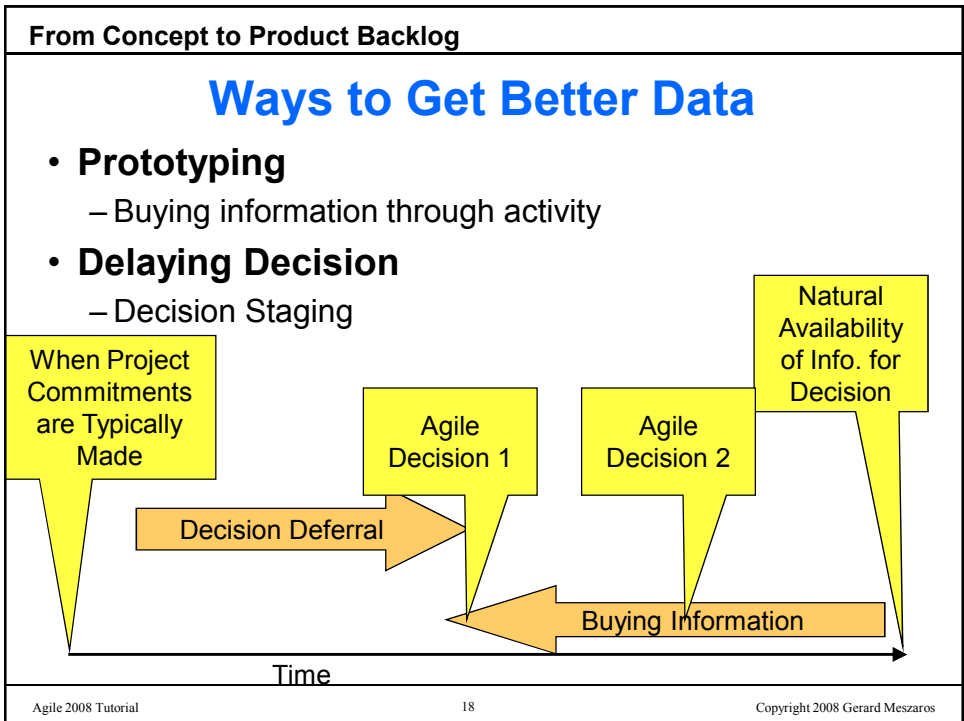 From Concept to Product Backlog
Ways to Get Better Data
• Prototyping
– Buying information through activity
• Delaying Decision
– Decision Staging
When Project
Commitments
are Typically
Made
Agile
Decision 1
Agile
Decision 2
Natural
Availability
of Info. for
Decision
Decision Deferral
Buying Information
Time
Agile 2008 Tutorial
18
Copyright 2008 Gerard Meszaros